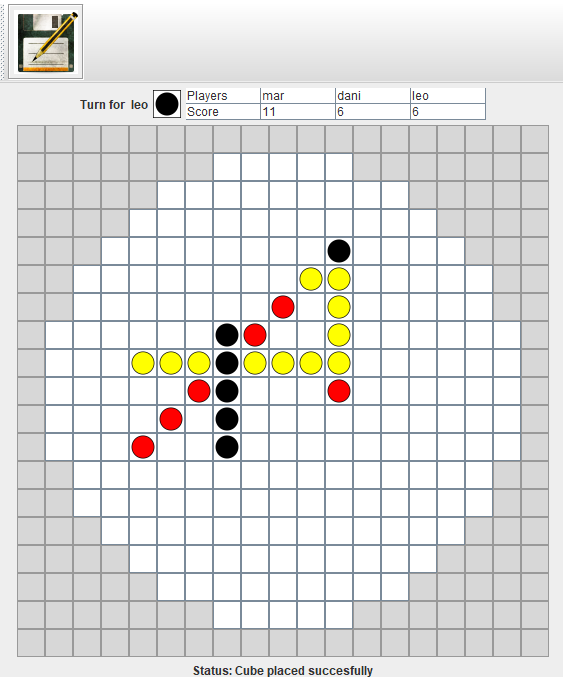 Turn for leo
Players mar dani leo
Score 11 6 6
Status: Cube placed succesfully